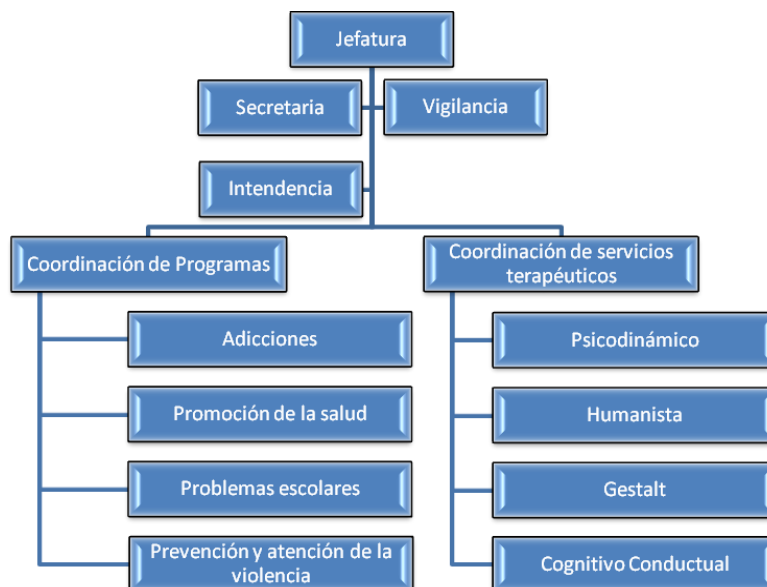 Jefatura
Secretaria
Vigilancia
Intendencia
Coordinación de Programas
Coordinación de servicios
terapéuticos
Adicciones
Psicodinámico
Promoción de la salud
Humanista
Problemas escolares
Gestalt
Prevención y atención de la
violencia
Cognitivo Conductual